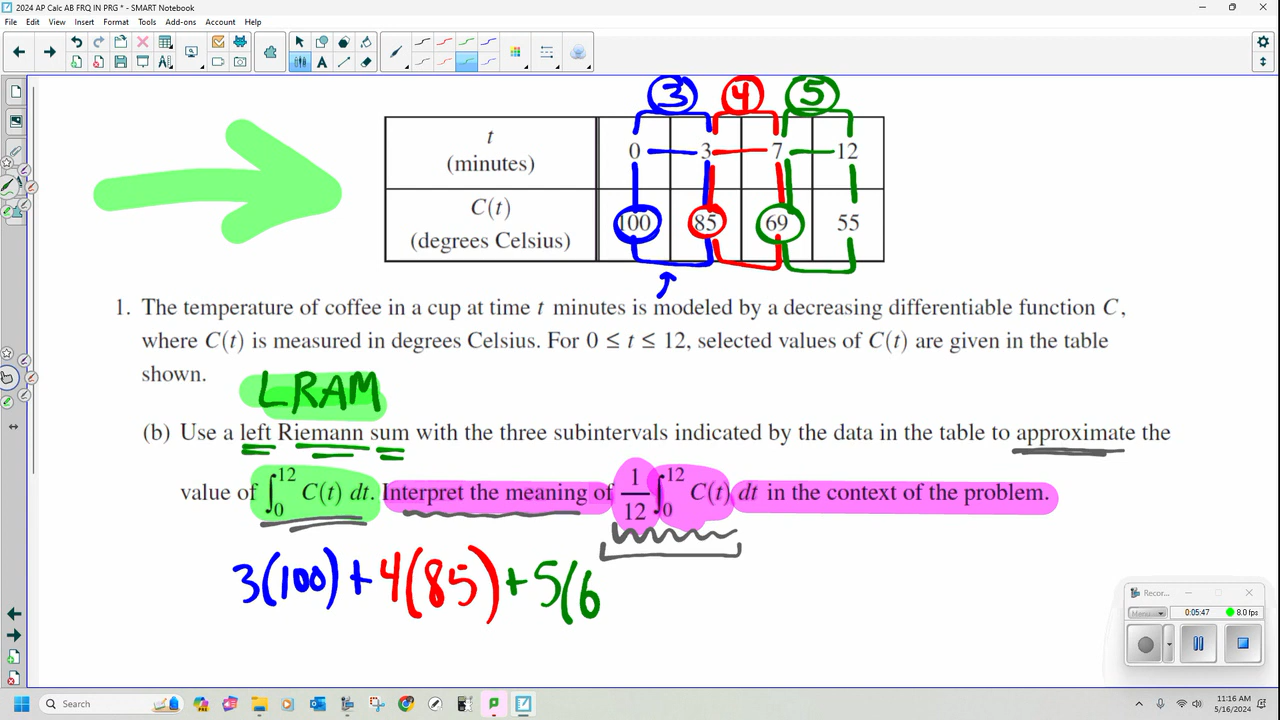 2024 AP Calc AB FRQ IN PRG * - SMART Notebook
File Edit View Insert Format Tools Add-ons Account Help
3 4 5
t (minutes) 0 3 7 12
C(t) (degrees Celsius) 100 85 69 55
1. The temperature of coffee in a cup at time t minutes is modeled by a decreasing differentiable function C,
where C(t) is measured in degrees Celsius. For 0 ≤ t ≤ 12, selected values of C(t) are given in the table
shown.
LRAM
(b) Use a left Riemann sum with the three subintervals indicated by the data in the table to approximate the
value of ∫₀¹² C(t) dt. Interpret the meaning of 1/12 ∫₀¹² C(t) dt in the context of the problem.
3(100) + 4(85) + 5(6
Recor...
0:05:47 8.0 fps
Search
11:16 AM
5/16/2024